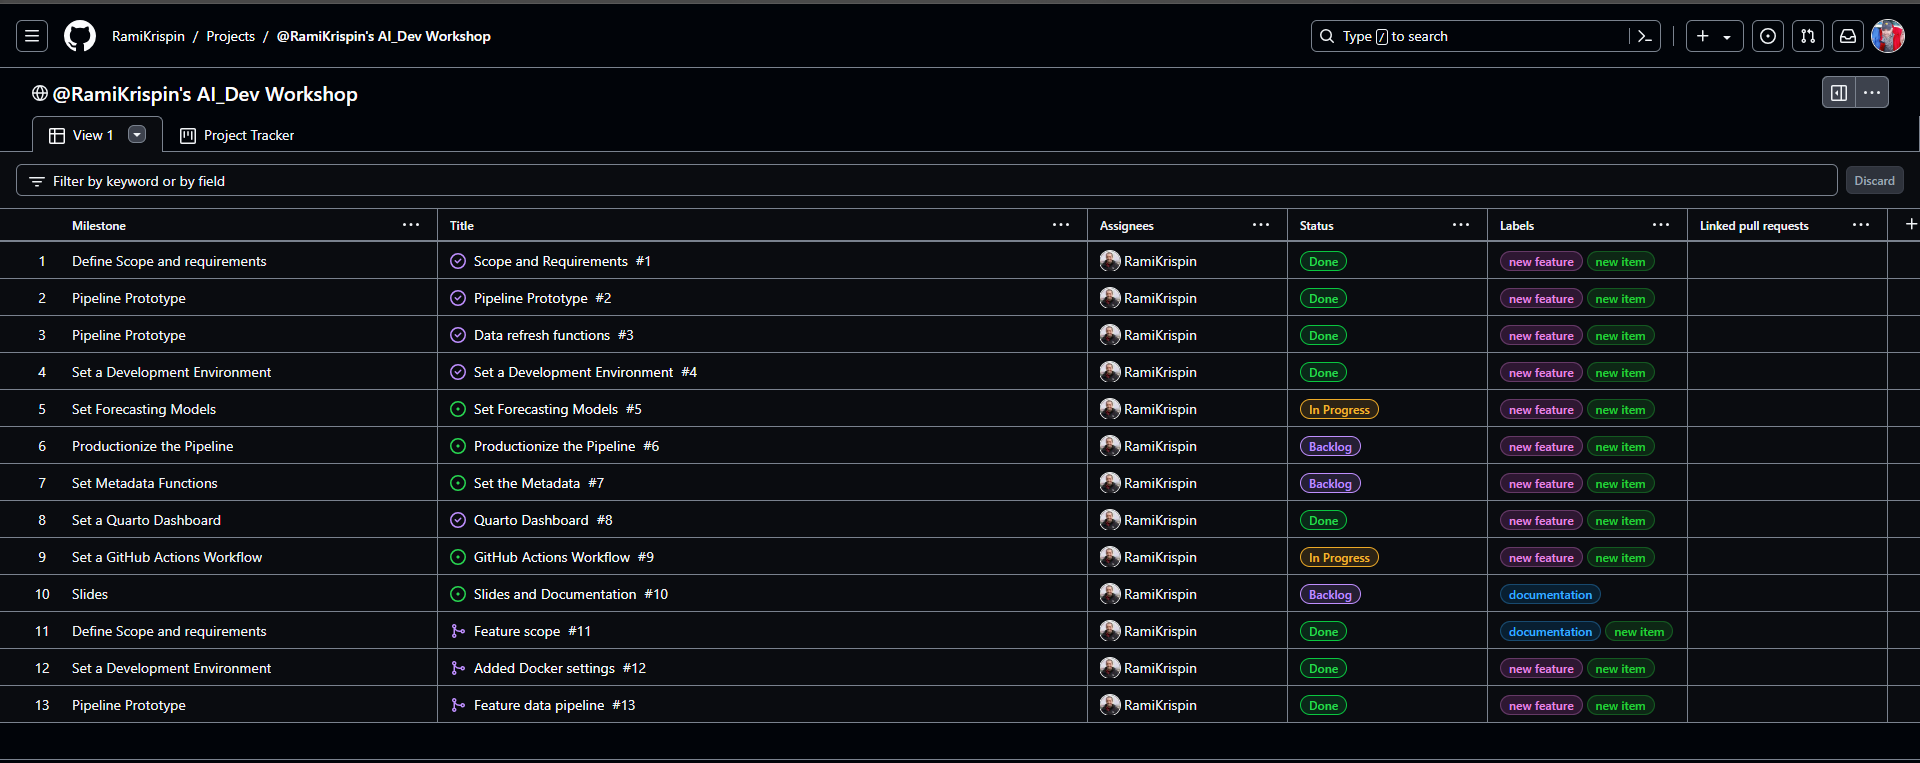 RamiKrispin / Projects / @RamiKrispin's AI_Dev Workshop
Type / to search
@RamiKrispin's AI_Dev Workshop
View 1
Project Tracker
Filter by keyword or by field
Discard
Milestone Title Assignees Status Labels Linked pull requests
1 Define Scope and requirements Scope and Requirements #1 RamiKrispin Done new feature new item
2 Pipeline Prototype Pipeline Prototype #2 RamiKrispin Done new feature new item
3 Pipeline Prototype Data refresh functions #3 RamiKrispin Done new feature new item
4 Set a Development Environment Set a Development Environment #4 RamiKrispin Done new feature new item
5 Set Forecasting Models Set Forecasting Models #5 RamiKrispin In Progress new feature new item
6 Productionize the Pipeline Productionize the Pipeline #6 RamiKrispin Backlog new feature new item
7 Set Metadata Functions Set the Metadata #7 RamiKrispin Backlog new feature new item
8 Set a Quarto Dashboard Quarto Dashboard #8 RamiKrispin Done new feature new item
9 Set a GitHub Actions Workflow GitHub Actions Workflow #9 RamiKrispin In Progress new feature new item
10 Slides Slides and Documentation #10 RamiKrispin Backlog documentation
11 Define Scope and requirements Feature scope #11 RamiKrispin Done documentation new item
12 Set a Development Environment Added Docker settings #12 RamiKrispin Done new feature new item
13 Pipeline Prototype Feature data pipeline #13 RamiKrispin Done new feature new item